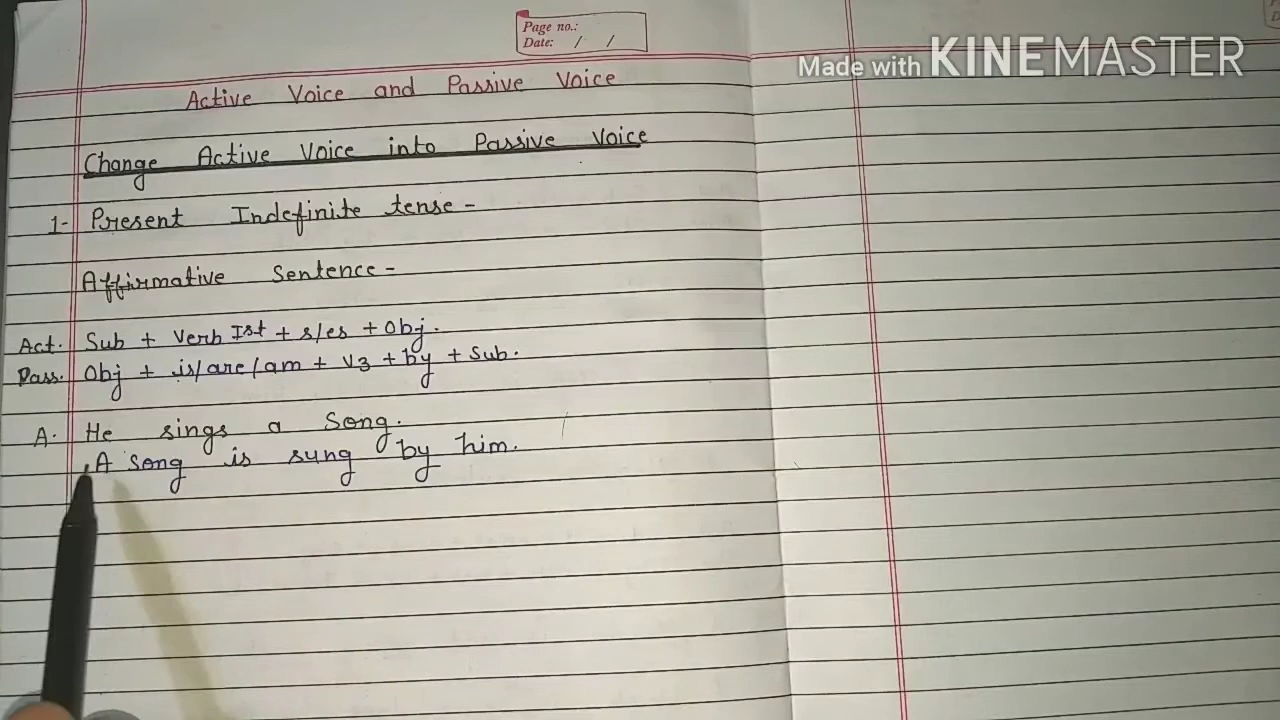 Page no.:
Date: / /
Made with KINEMASTER
Active Voice and Passive Voice
Change Active Voice into Passive Voice
1- Present Indefinite tense -
Affirmative Sentence -
Act. Sub + Verb Ist + s/es + Obj.
Pass. Obj + is/are/am + V3 + by + Sub.
A. He sings a Song.
A song is sung by him.